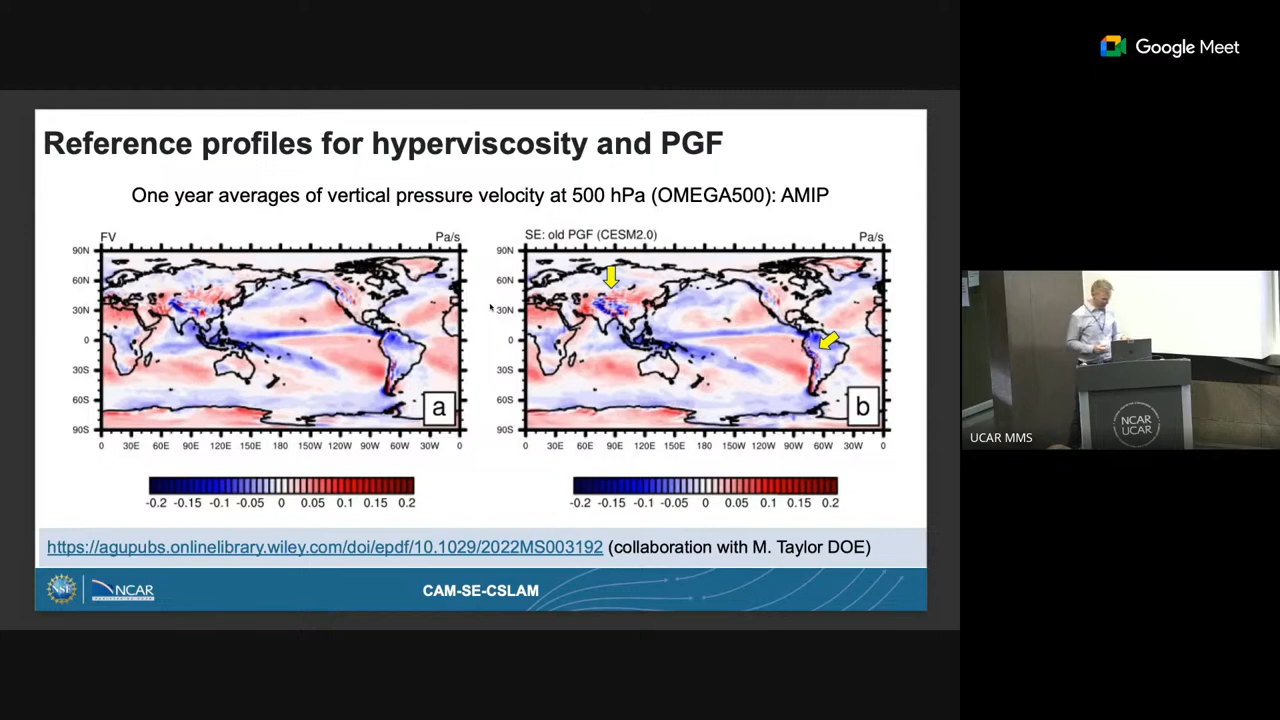 Google Meet
Reference profiles for hyperviscosity and PGF
One year averages of vertical pressure velocity at 500 hPa (OMEGA500): AMIP
FV Pa/s
90N
60N
30N
0
30S
60S
90S
0 30E 60E 90E 120E 150E 180 150W 120W 90W 60W 30W 0
a
-0.2 -0.15 -0.1 -0.05 0 0.05 0.1 0.15 0.2
SE: old PGF (CESM2.0) Pa/s
90N
60N
30N
0
30S
60S
90S
0 30E 60E 90E 120E 150E 180 150W 120W 90W 60W 30W 0
b
-0.2 -0.15 -0.1 -0.05 0 0.05 0.1 0.15 0.2
https://agupubs.onlinelibrary.wiley.com/doi/epdf/10.1029/2022MS003192 (collaboration with M. Taylor DOE)
NSF
NCAR
CAM-SE-CSLAM
NCAR
UCAR
UCAR MMS